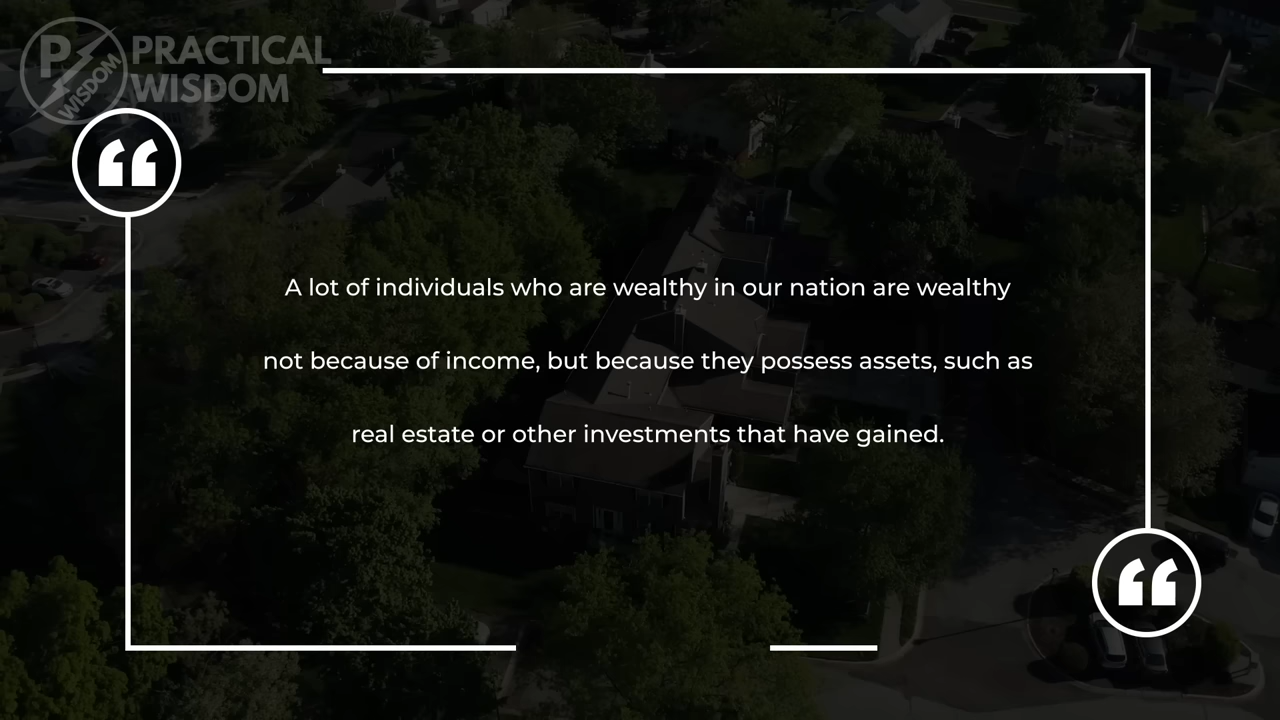 P
WISDOM
PRACTICAL
WISDOM
A lot of individuals who are wealthy in our nation are wealthy
not because of income, but because they possess assets, such as
real estate or other investments that have gained.